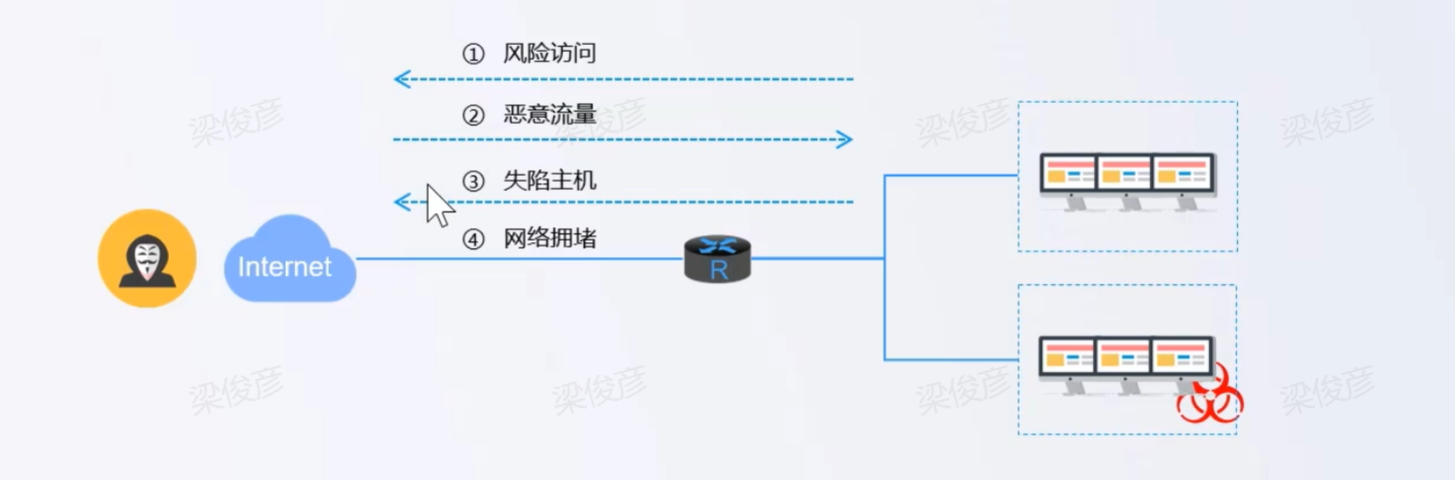 ① 风险访问
② 恶意流量
③ 失陷主机
④ 网络拥堵
Internet
R
梁俊彦
梁俊彦
梁俊彦
梁俊彦
梁俊彦
梁俊彦
梁俊彦
梁俊彦